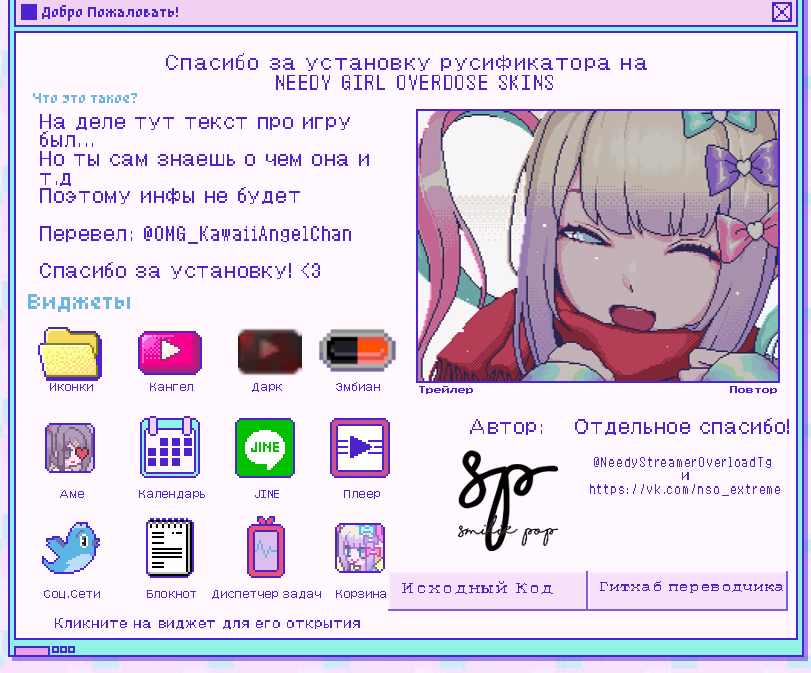 Добро Пожаловать!
Спасибо за установку русификатора на
NEEDY GIRL OVERDOSE SKINS
Что это такое?
На деле тут текст про игру
был...
Но ты сам знаешь о чем она и
т.д
Поэтому инфы не будет
Перевел: @OMG_KawaiiAngelChan
Спасибо за установку! <3
Виджеты
Иконки
Кангел
Дарк
Эмбиан
Трейлер
Повтор
Аме
Календарь
JINE
JINE
Плеер
Автор:
smilie pop
Отдельное спасибо!
@NeedyStreamerOverloadTg
и
https://vk.com/nso_extreme
Соц.Сети
Блокнот
Диспетчер задач
Корзина
Исходный Код
Гитхаб переводчика
Кликните на виджет для его открытия